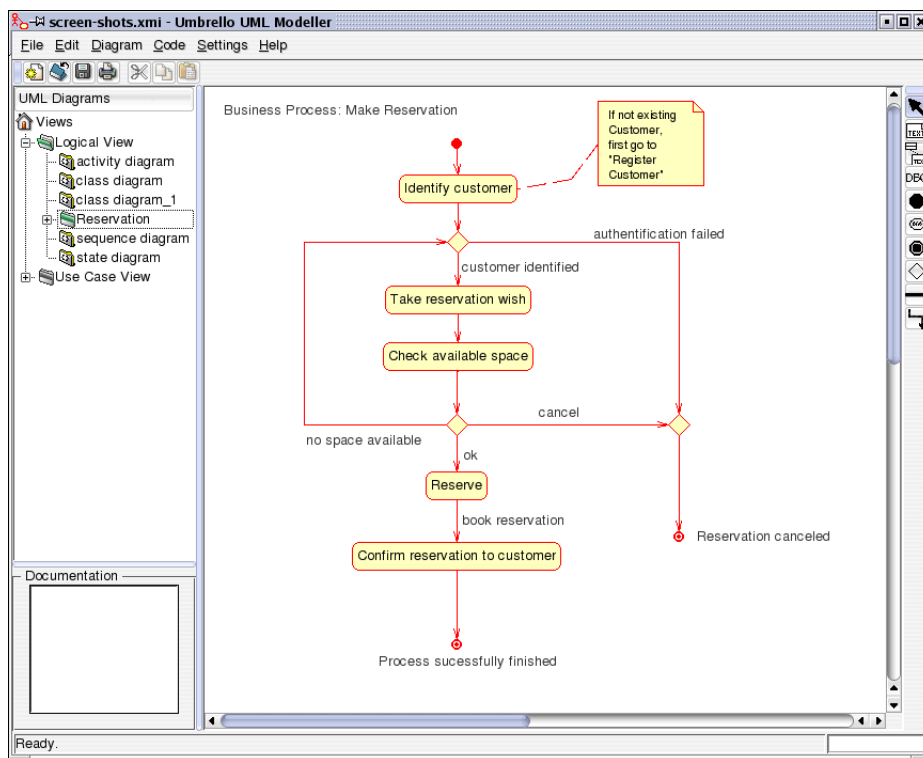 screen-shots.xmi - Umbrello UML Modeller
File Edit Diagram Code Settings Help
UML Diagrams
Views
Logical View
activity diagram
class diagram
class diagram_1
Reservation
sequence diagram
state diagram
Use Case View
Documentation
Business Process: Make Reservation
If not existing
Customer,
first go to
"Register
Customer"
Identify customer
authentification failed
customer identified
Take reservation wish
Check available space
cancel
no space available
ok
Reserve
book reservation
Reservation canceled
Confirm reservation to customer
Process sucessfully finished
TEXT
Ready.